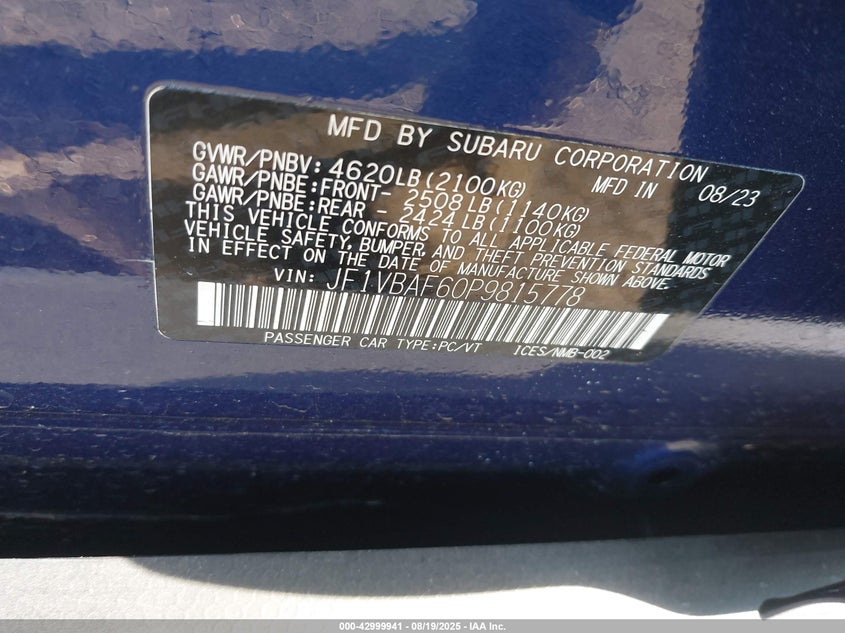 MFD BY SUBARU CORPORATION
GVWR/PNBV: 4620LB(2100KG) MFD IN 08/23
GAWR/PNBE:FRONT- 2508LB(1140KG)
GAWR/PNBE:REAR - 2424LB(1100KG)
THIS VEHICLE CONFORMS TO ALL APPLICABLE FEDERAL MOTOR
VEHICLE SAFETY, BUMPER, AND THEFT PREVENTION STANDARDS
IN EFFECT ON THE DATE OF MANUFACTURE SHOWN ABOVE.
VIN: JF1VBAF60P9815778
PASSENGER CAR TYPE:PC/VT ICES/NMB-002
000-42999941 - 08/19/2025 - IAA Inc.